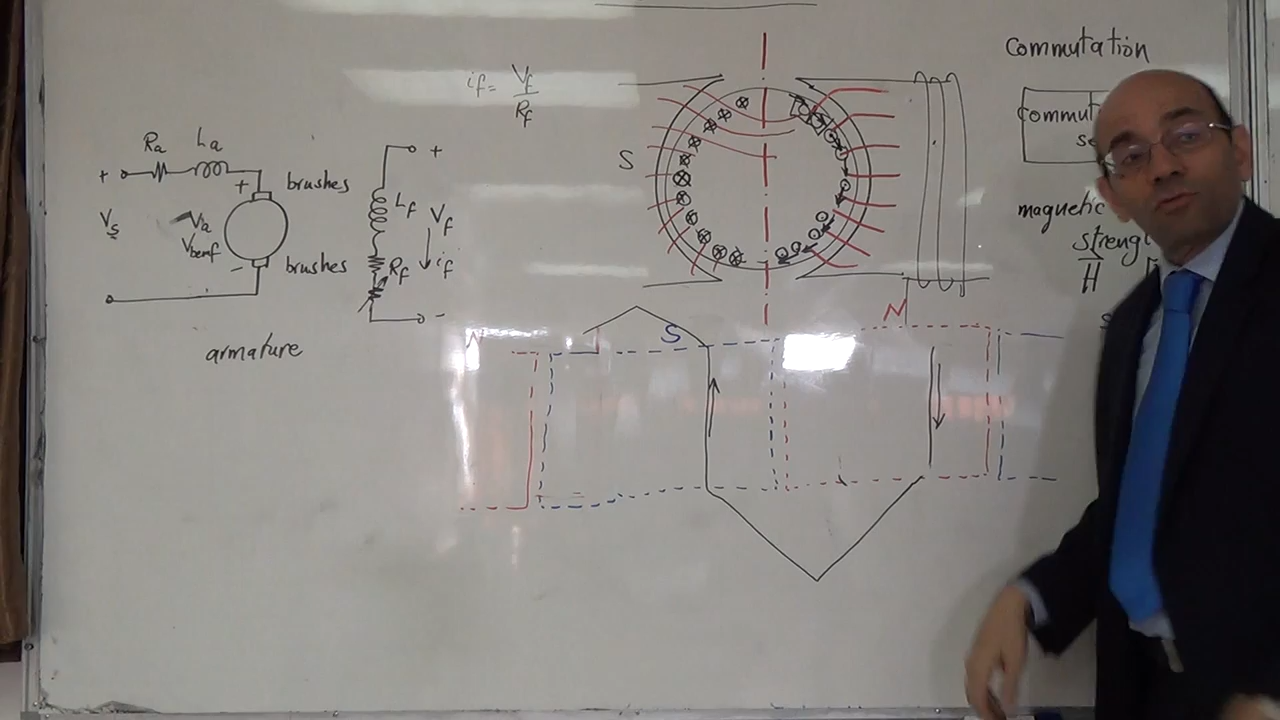 Commutation
if = Vf / Rf
Ra La
+
+
brushes
Vs
Va
Vbemf
-
brushes
armature
+
Lf
Vf
Rf
if
-
S
N
magnetic
H
N
S